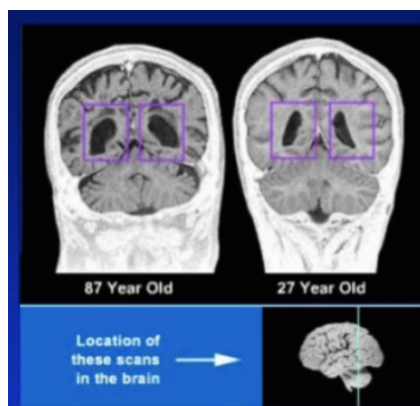 87 Year Old
27 Year Old
Location of
these scans
in the brain